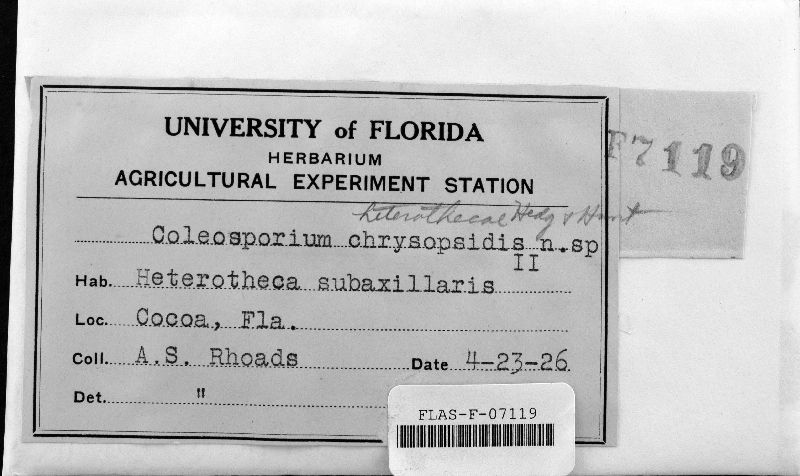 UNIVERSITY of FLORIDA
HERBARIUM
AGRICULTURAL EXPERIMENT STATION
F7119
heterothecae Hedg & Hunt
Coleosporium chrysopsidis n.sp
II
Hab. Heterotheca subaxillaris
Loc. Cocoa, Fla.
Coll. A.S. Rhoads Date 4-23-26
Det. "
FLAS-F-07119